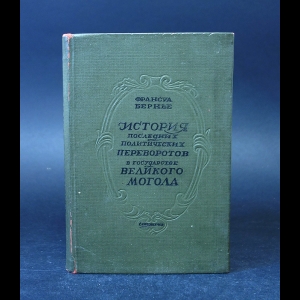 ФРАНСУА
БЕРНЬЕ
ИСТОРИЯ
ПОСЛЕДНИХ
ПОЛИТИЧЕСКИХ
ПЕРЕВОРОТОВ
В ГОСУДАРСТВЕ
ВЕЛИКОГО
МОГОЛА